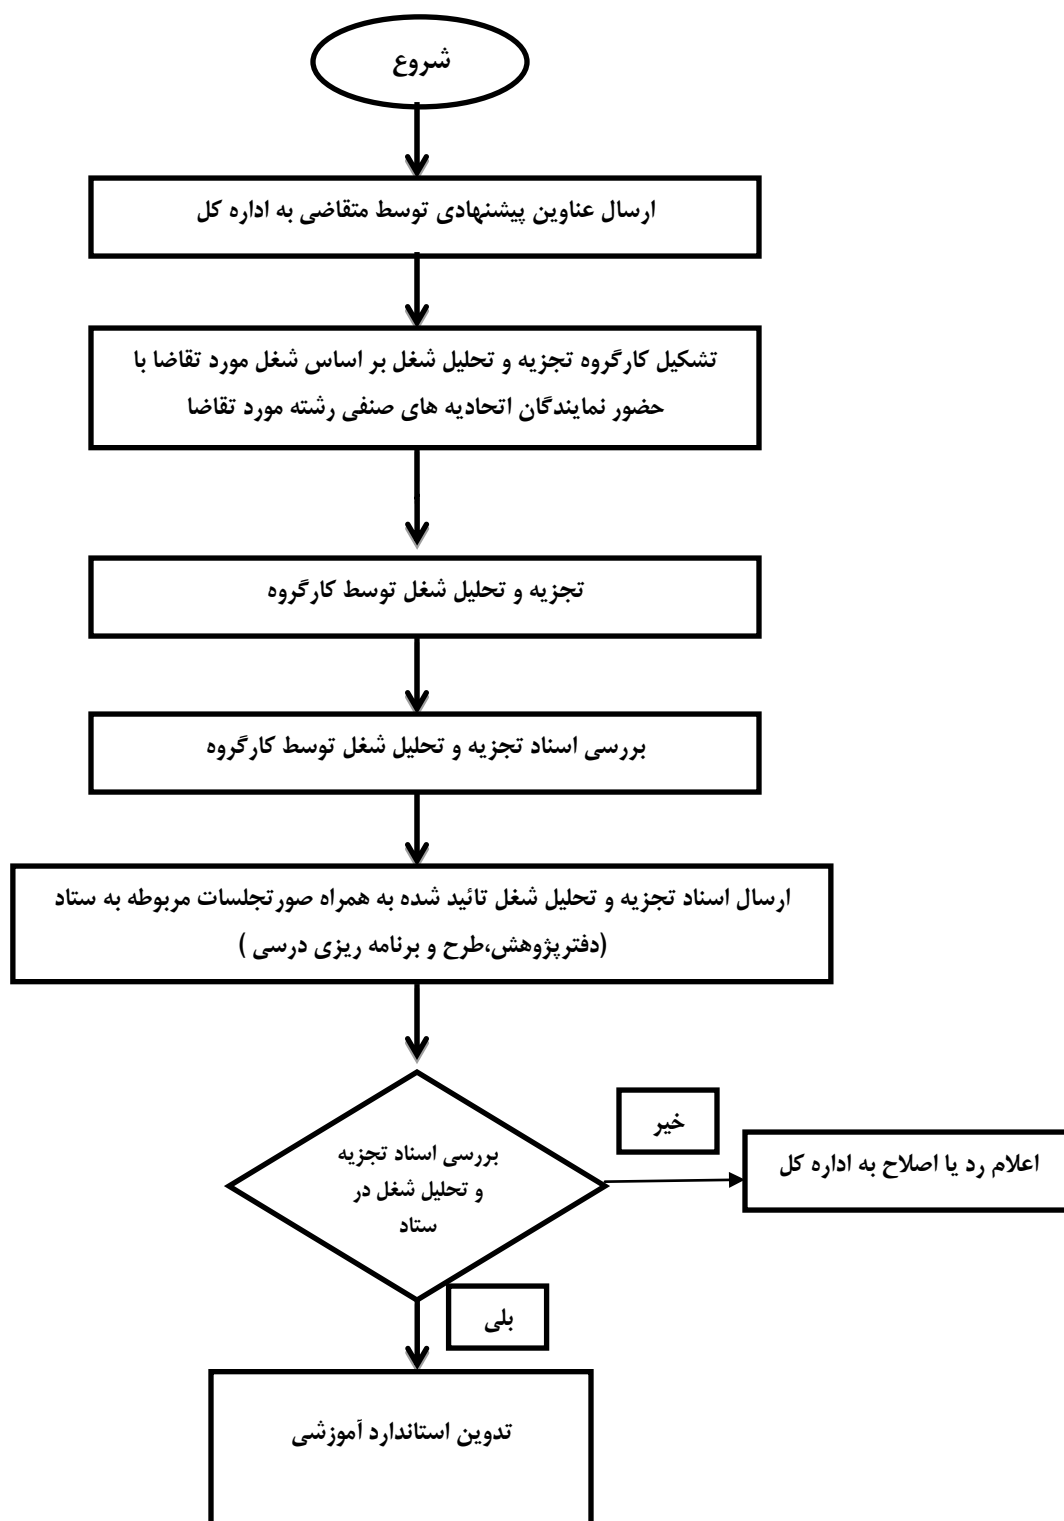 شروع
ارسال عناوین پیشنهادی توسط متقاضی به اداره کل
تشکیل کارگروه تجزیه و تحلیل شغل بر اساس شغل مورد تقاضا با
حضور نمایندگان اتحادیه های صنفی رشته مورد تقاضا
تجزیه و تحلیل شغل توسط کارگروه
بررسی اسناد تجزیه و تحلیل شغل توسط کارگروه
ارسال اسناد تجزیه و تحلیل شغل تائید شده به همراه صورتجلسات مربوطه به ستاد
(دفترپژوهش،طرح و برنامه ریزی درسی )
بررسی اسناد تجزیه
و تحلیل شغل در
ستاد
خیر
اعلام رد یا اصلاح به اداره کل
بلی
تدوین استاندارد آموزشی